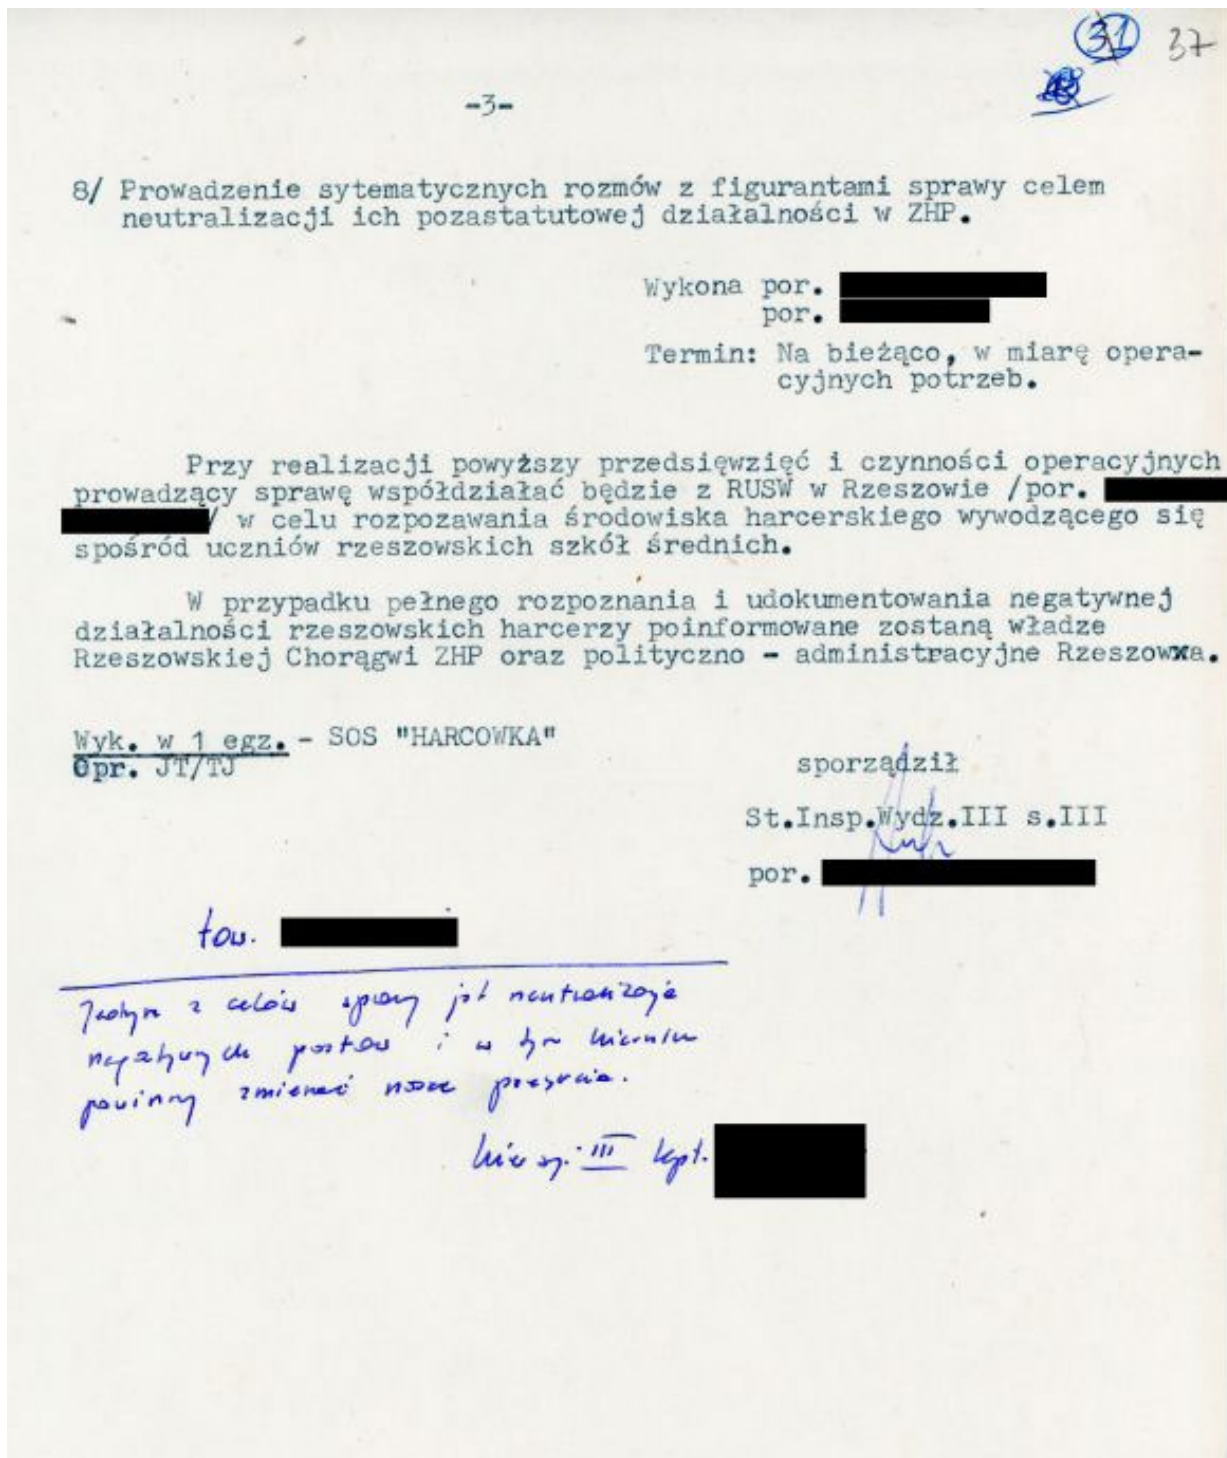 31 37
-3-
8/ Prowadzenie sytematycznych rozmów z figurantami sprawy celem
neutralizacji ich pozastatutowej działalności w ZHP.
Wykona por.
por.
Termin: Na bieżąco, w miarę opera-
cyjnych potrzeb.
Przy realizacji powyższy przedsięwzięć i czynności operacyjnych
prowadzący sprawę współdziałać będzie z RUSW w Rzeszowie /por.
/ w celu rozpozawania środowiska harcerskiego wywodzącego się
spośród uczniów rzeszowskich szkół średnich.
W przypadku pełnego rozpoznania i udokumentowania negatywnej
działalności rzeszowskich harcerzy poinformowane zostaną władze
Rzeszowskiej Chorągwi ZHP oraz polityczno - administracyjne Rzeszowxa.
Wyk. w 1 egz. - SOS "HARCOWKA"
Opr. JT/TJ
sporządził
St.Insp.Wydz.III s.III
por.
tow.
Jednym z celów sprawy jest neutralizacja
negatywnych postaw i w tym kierunku
powinny zmierzać nasze
III kpt.